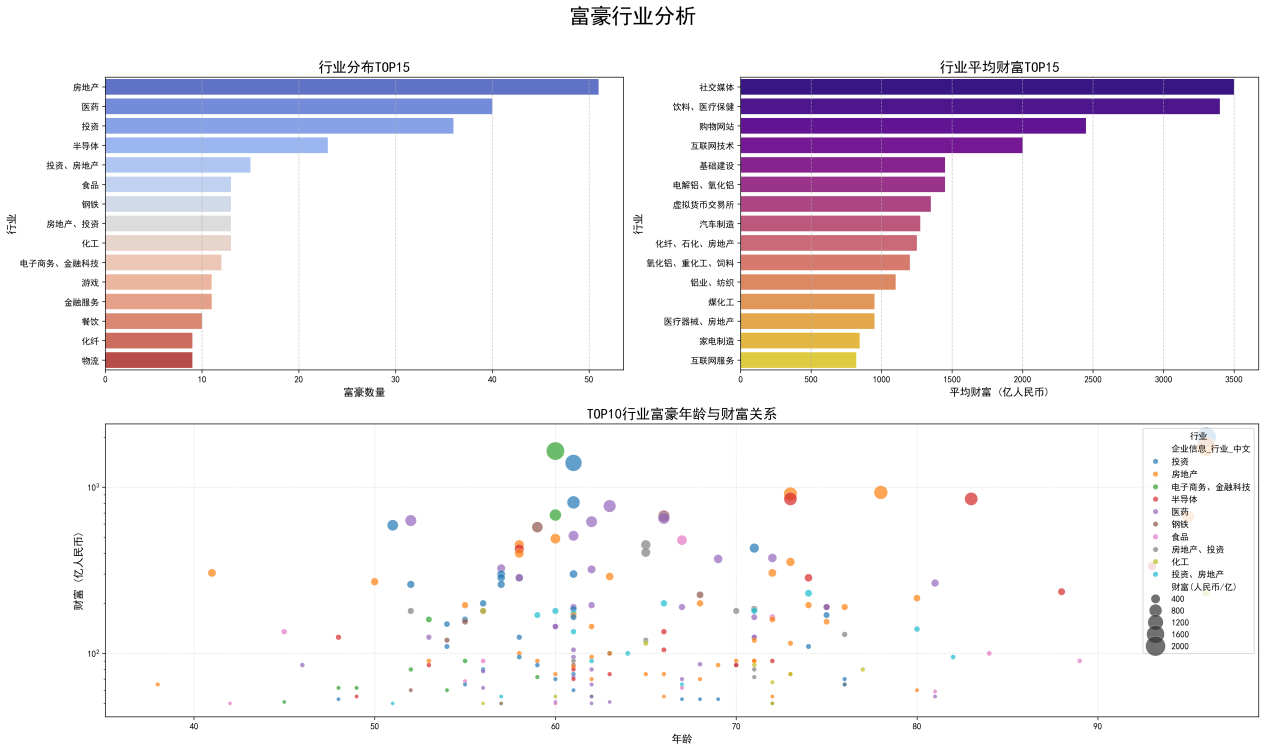 富豪行业分析
行业分布TOP15
行业
房地产
医药
投资
半导体
投资、房地产
食品
钢铁
房地产、投资
化工
电子商务、金融科技
游戏
金融服务
餐饮
化纤
物流
0 10 20 30 40 50
富豪数量
行业平均财富TOP15
行业
社交媒体
饮料、医疗保健
购物网站
互联网技术
基础建设
电解铝、氧化铝
虚拟货币交易所
汽车制造
化纤、石化、房地产
氧化铝、重化工、饲料
铝业、纺织
煤化工
医疗器械、房地产
家电制造
互联网服务
0 500 1000 1500 2000 2500 3000 3500
平均财富 (亿人民币)
TOP10行业富豪年龄与财富关系
财富 (亿人民币)
10³
10²
40 50 60 70 80 90
年龄
行业
企业信息_行业_中文
投资
房地产
电子商务、金融科技
半导体
医药
钢铁
食品
房地产、投资
化工
投资、房地产
财富(人民币/亿)
400
800
1200
1600
2000